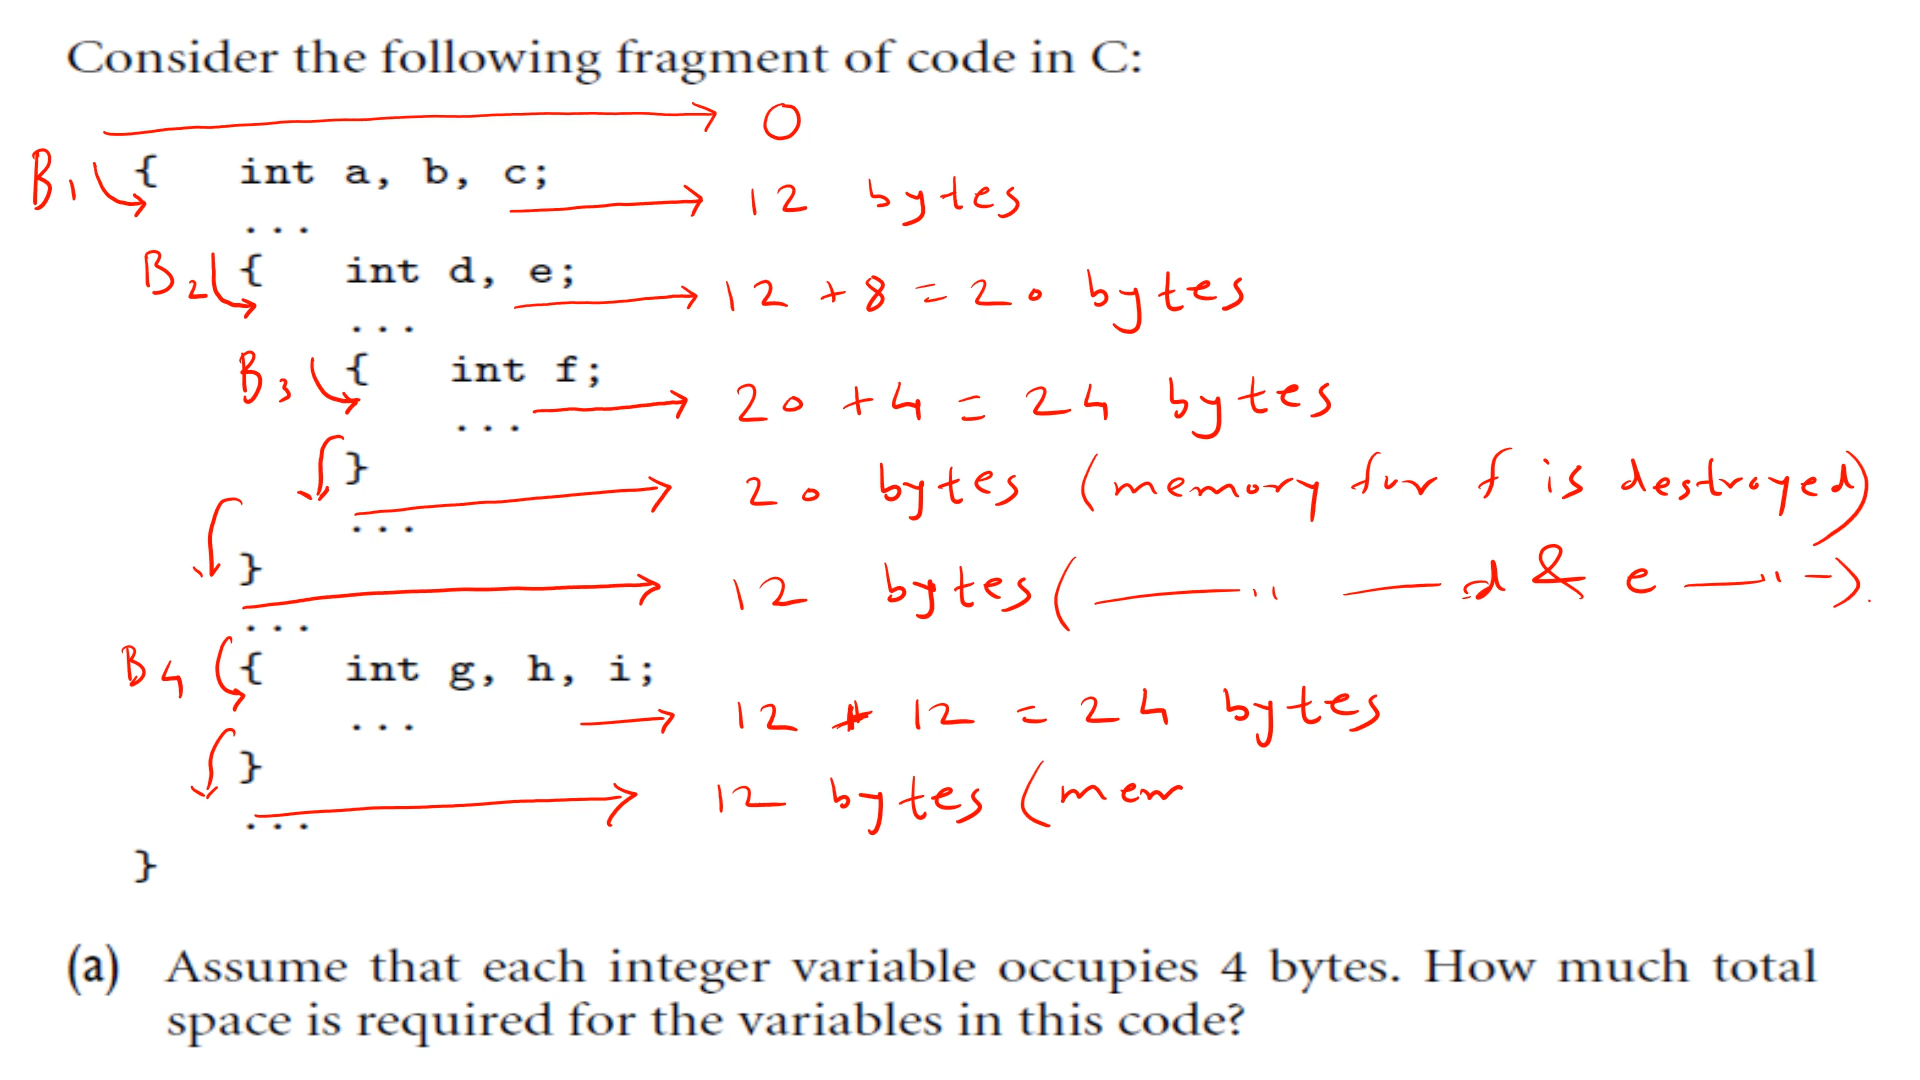 Consider the following fragment of code in C:
→ 0
B1 { int a, b, c;
→ 12 bytes
...
B2 { int d, e;
→ 12 + 8 = 20 bytes
...
B3 { int f;
→ 20 + 4 = 24 bytes
...
}
→ 20 bytes (memory for f is destroyed)
...
}
→ 12 bytes ( —— " —— d & e —— " —).
...
B4 { int g, h, i;
→ 12 + 12 = 24 bytes
...
}
→ 12 bytes (mem
...
}
(a) Assume that each integer variable occupies 4 bytes. How much total
space is required for the variables in this code?